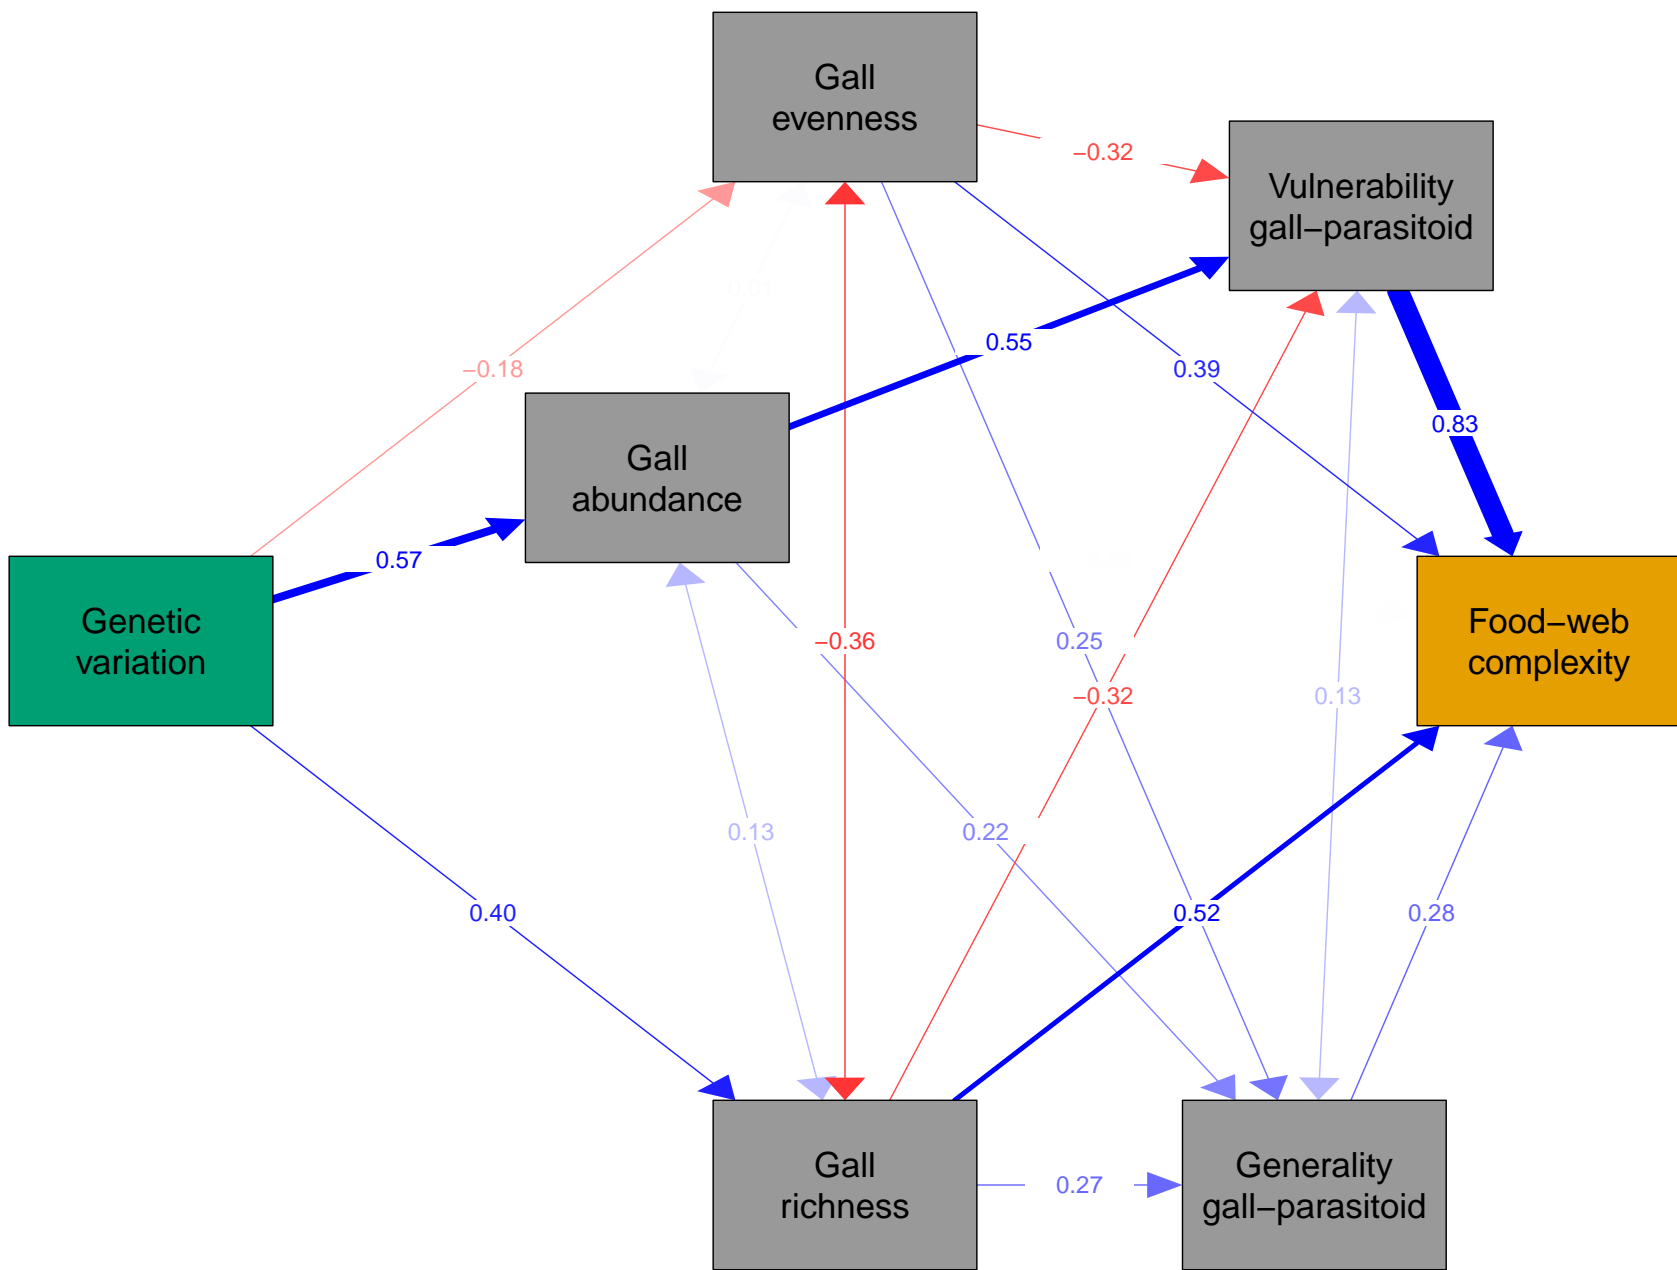 Gall
evenness
−0.32
Vulnerability
gall−parasitoid
0.01
0.55
−0.18
0.39
0.83
Gall
abundance
0.57
Genetic
variation
−0.36
0.25
−0.32
0.13
Food−web
complexity
0.13
0.22
0.40
0.52
0.28
Gall
richness
0.27
Generality
gall−parasitoid